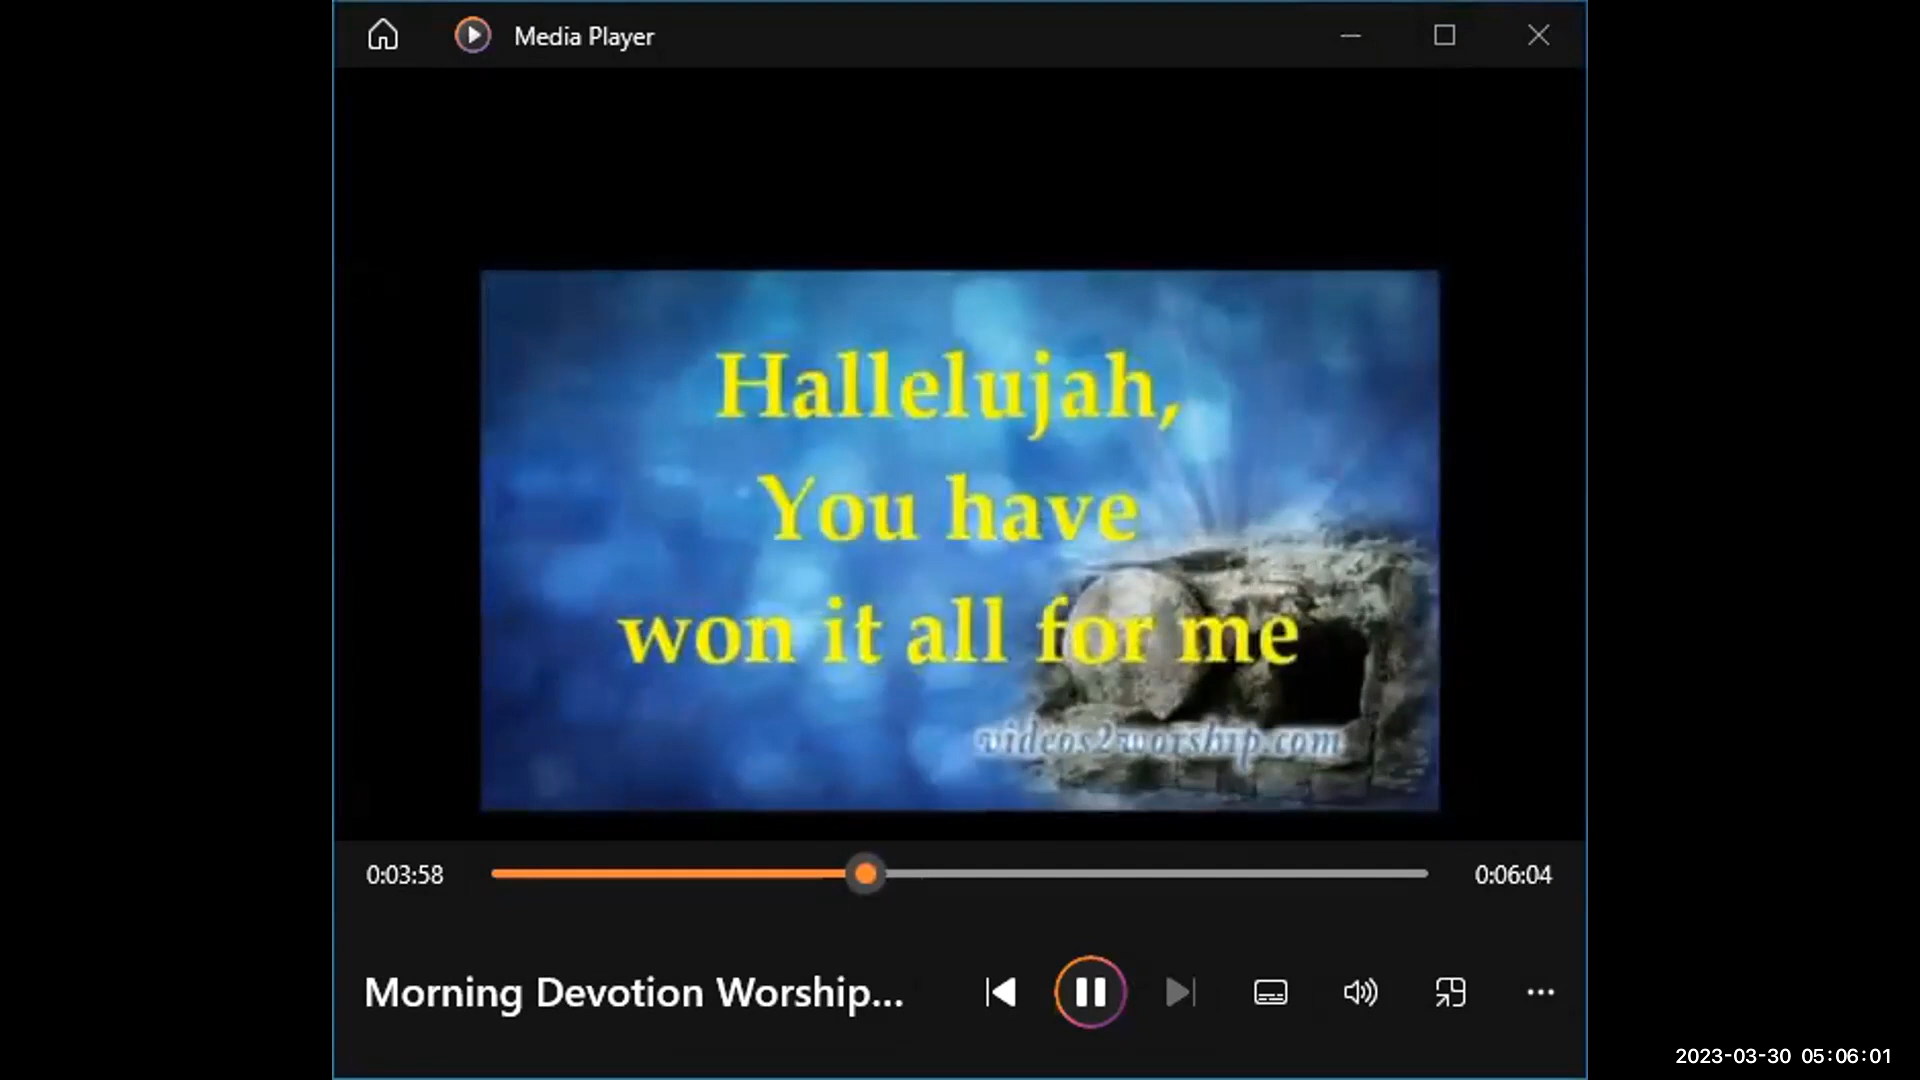 Media Player
Hallelujah,
You have
won it all for me
videos2worship.com
0:03:58
0:06:04
Morning Devotion Worship...
2023-03-30 05:06:01